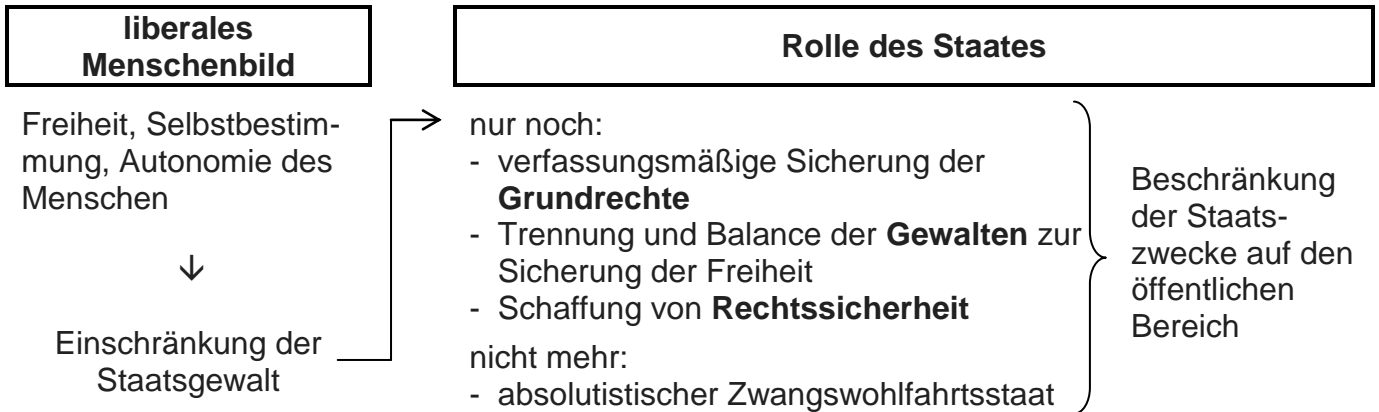 liberales
Menschenbild
Rolle des Staates
Freiheit, Selbstbestim-
mung, Autonomie des
Menschen
Einschränkung der
Staatsgewalt
nur noch:
- verfassungsmäßige Sicherung der
Grundrechte
- Trennung und Balance der Gewalten zur
Sicherung der Freiheit
- Schaffung von Rechtssicherheit
nicht mehr:
- absolutistischer Zwangswohlfahrtsstaat
Beschränkung
der Staats-
zwecke auf den
öffentlichen
Bereich